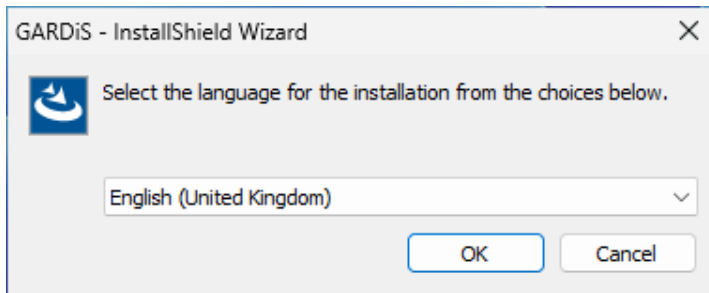 GARDiS - InstallShield Wizard
Select the language for the installation from the choices below.
English (United Kingdom)
OK Cancel